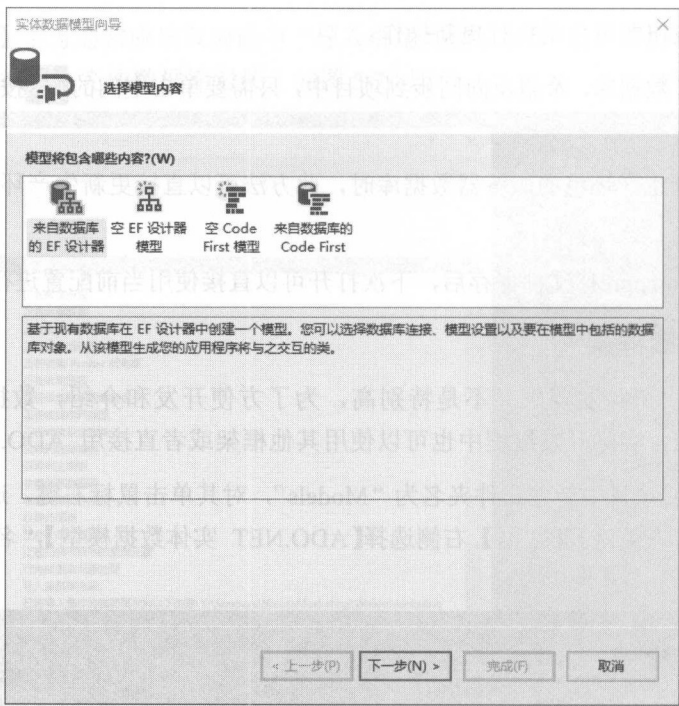 实体数据模型向导
选择模型内容
模型将包含哪些内容?(W)
来自数据库
的 EF 设计器
空 EF 设计器
模型
空 Code
First 模型
来自数据库的
Code First
基于现有数据库在 EF 设计器中创建一个模型。您可以选择数据库连接、模型设置以及要在模型中包括的数据
库对象。从该模型生成您的应用程序将与之交互的类。
< 上一步(P)
下一步(N) >
完成(F)
取消